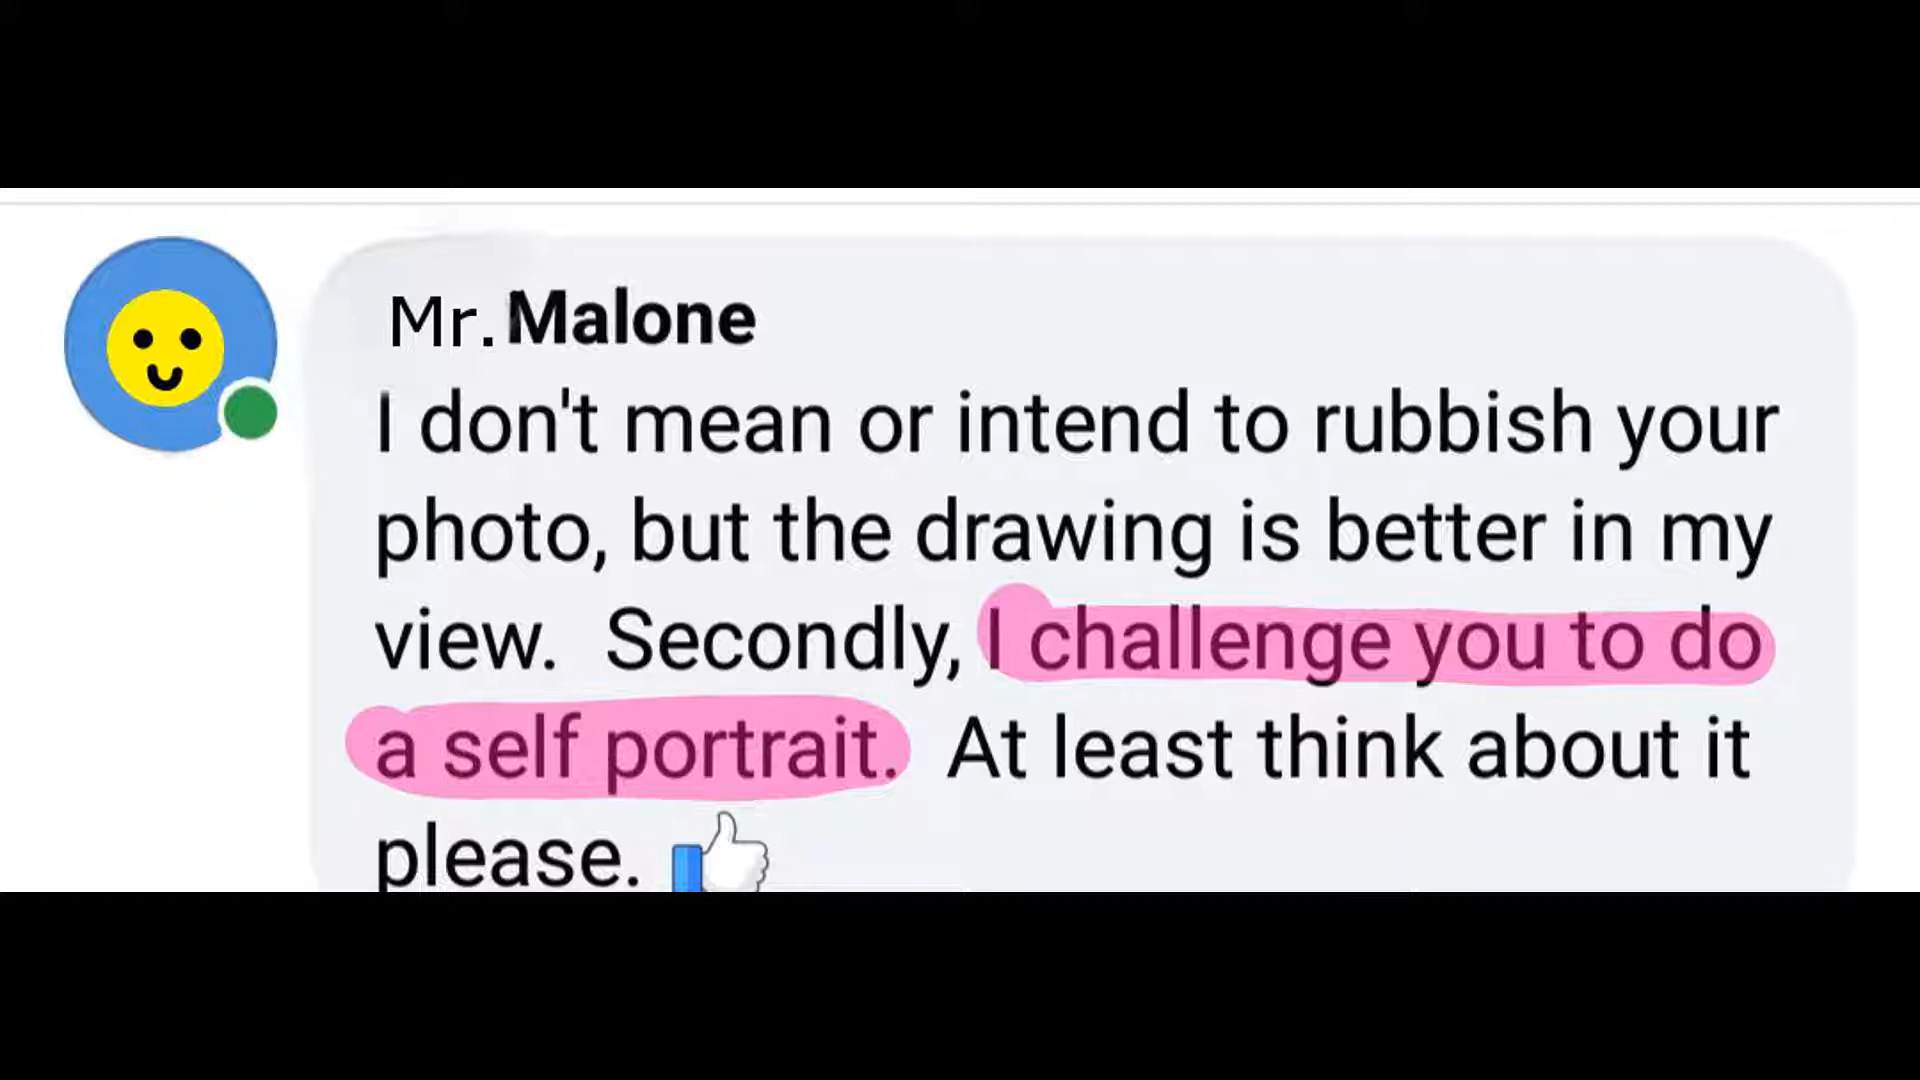 Mr. Malone
I don't mean or intend to rubbish your
photo, but the drawing is better in my
view.  Secondly, I challenge you to do
a self portrait.  At least think about it
please.